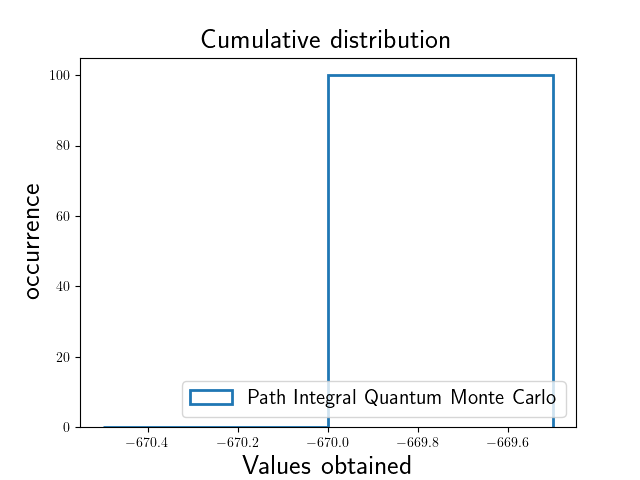 Cumulative distribution
occurrence
100
80
60
40
20
0
−670.4 −670.2 −670.0 −669.8 −669.6
Path Integral Quantum Monte Carlo
Values obtained